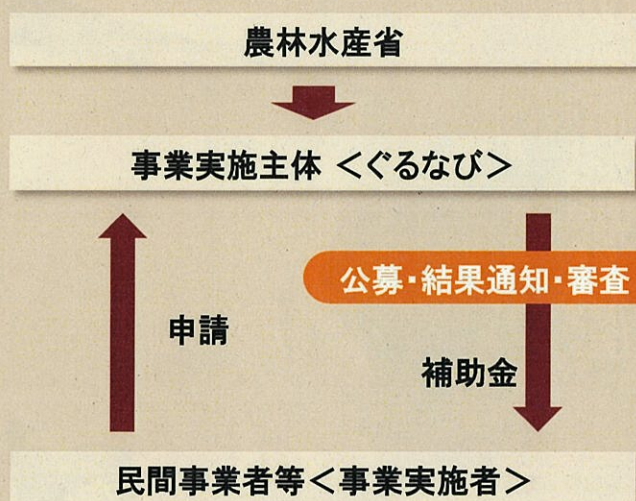 農林水産省
事業実施主体 <ぐるなび>
公募・結果通知・審査
申請
補助金
民間事業者等<事業実施者>